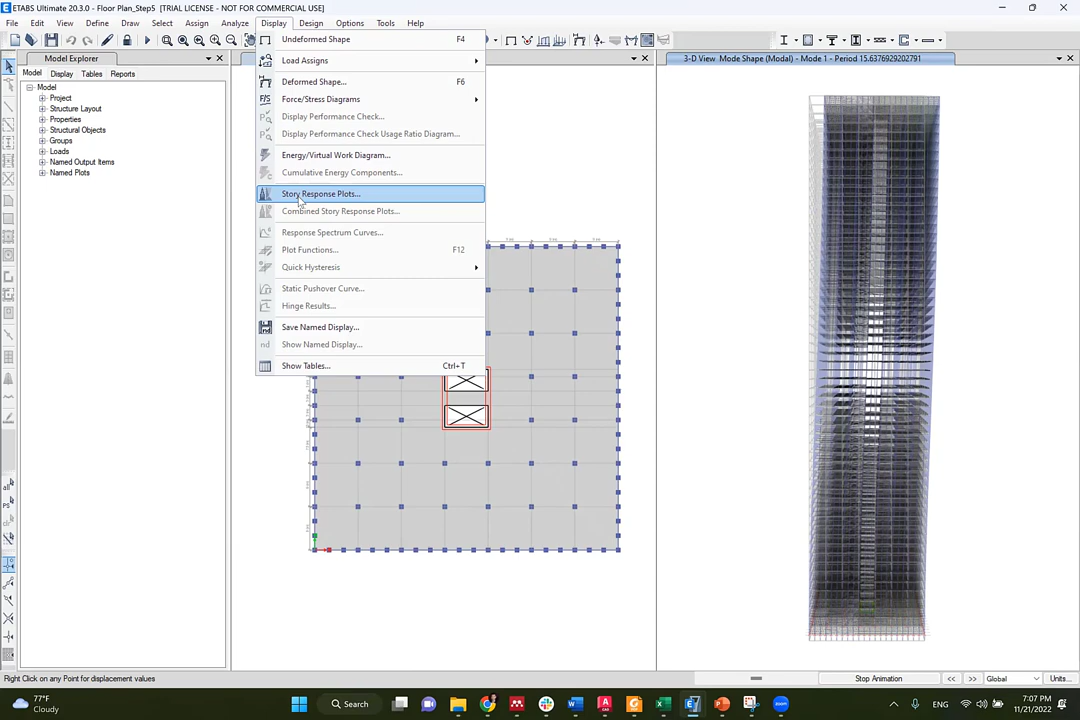 ETABS Ultimate 20.3.0 - Floor Plan_Step5 [TRIAL LICENSE - NOT FOR COMMERCIAL USE]
File Edit View Define Draw Select Assign Analyze Display Design Options Tools Help
Model Explorer
Model Display Tables Reports
Model
Project
Structure Layout
Properties
Structural Objects
Groups
Loads
Named Output Items
Named Plots
Undeformed Shape F4
Load Assigns
Deformed Shape... F6
Force/Stress Diagrams
Display Performance Check...
Display Performance Check Usage Ratio Diagram...
Energy/Virtual Work Diagram...
Cumulative Energy Components...
Story Response Plots...
Combined Story Response Plots...
Response Spectrum Curves...
Plot Functions... F12
Quick Hysteresis
Static Pushover Curve...
Hinge Results...
Save Named Display...
Show Named Display...
Show Tables... Ctrl+T
3-D View Mode Shape (Modal) - Mode 1 - Period 15.6376929202791
Right Click on any Point for displacement values
Stop Animation << >> Global Units...
77°F
Cloudy
Search
ENG
7:07 PM
11/21/2022